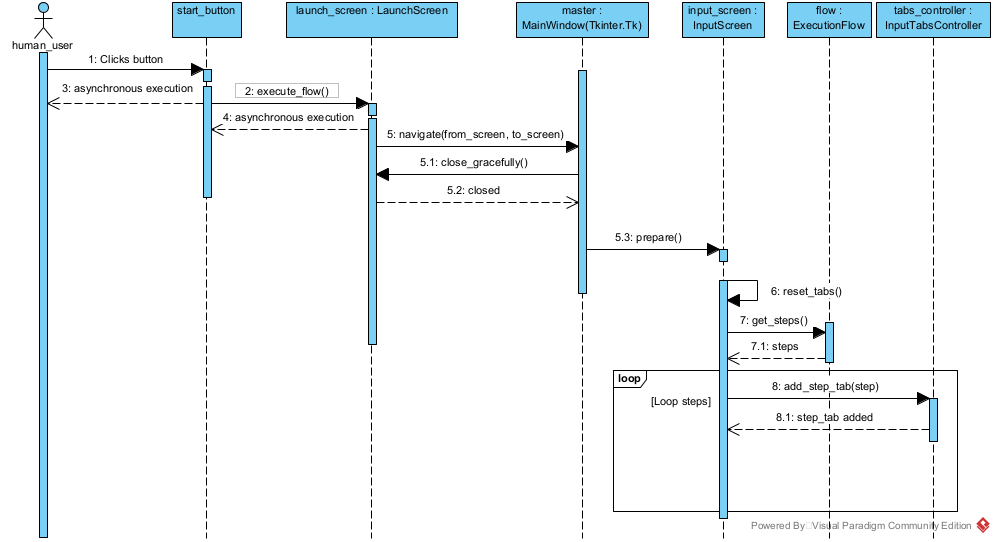 human_user
start_button
launch_screen : LaunchScreen
master :
MainWindow(Tkinter.Tk)
input_screen :
InputScreen
flow :
ExecutionFlow
tabs_controller :
InputTabsController
1: Clicks button
3: asynchronous execution
2: execute_flow()
4: asynchronous execution
5: navigate(from_screen, to_screen)
5.1: close_gracefully()
5.2: closed
5.3: prepare()
6: reset_tabs()
7: get_steps()
7.1: steps
loop
[Loop steps]
8: add_step_tab(step)
8.1: step_tab added
Powered By Visual Paradigm Community Edition